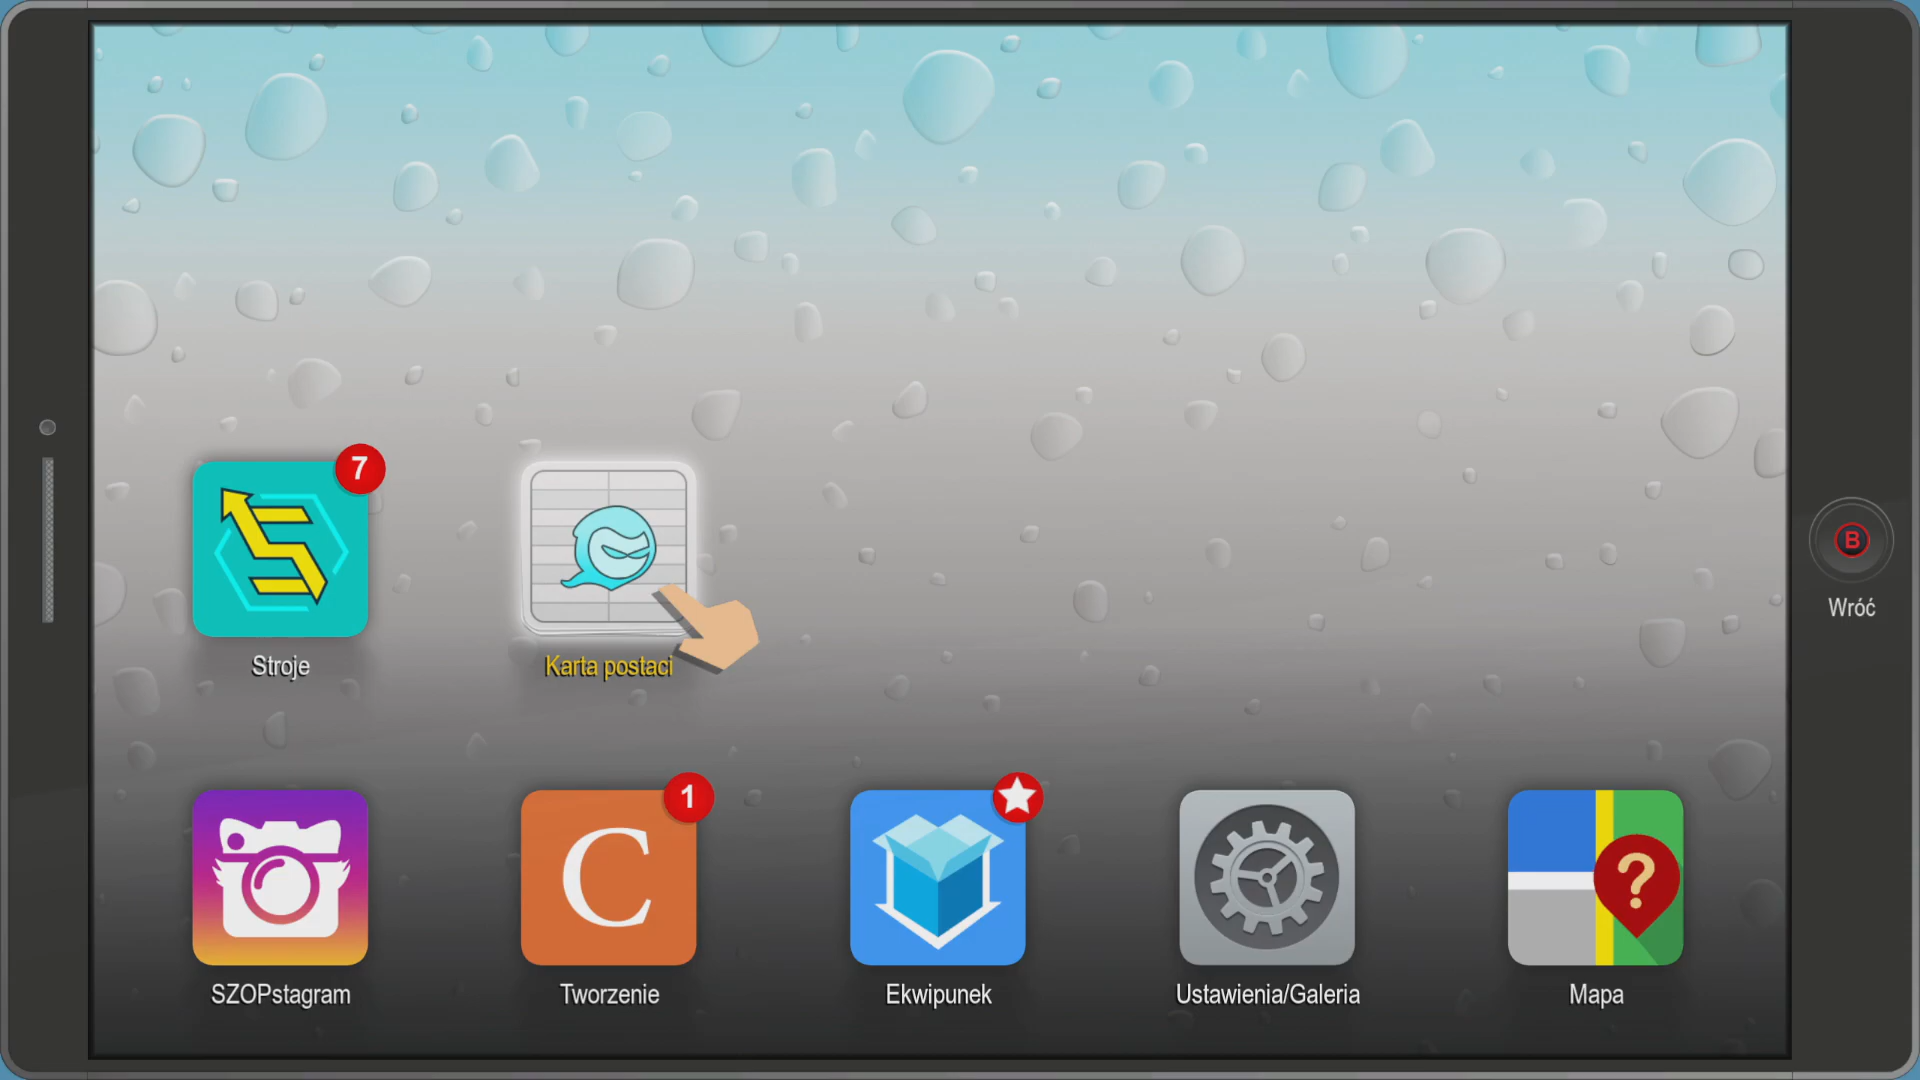 7
Stroje
Karta postaci
B
Wróć
1
C
?
SZOPstagram
Tworzenie
Ekwipunek
Ustawienia/Galeria
Mapa